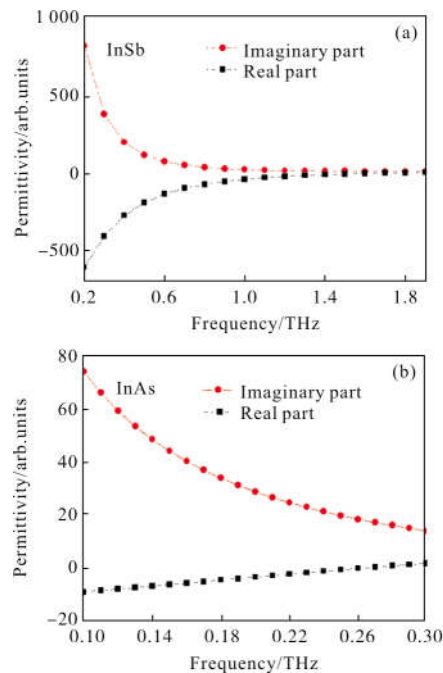 1 000
(a)
InSb
Imaginary part
Real part
500
0
−500
Permittivity/arb.units
0.2 0.6 1.0 1.4 1.8
Frequency/THz
80
(b)
InAs
Imaginary part
Real part
60
40
20
0
−20
Permittivity/arb.units
0.10 0.14 0.18 0.22 0.26 0.30
Frequency/THz